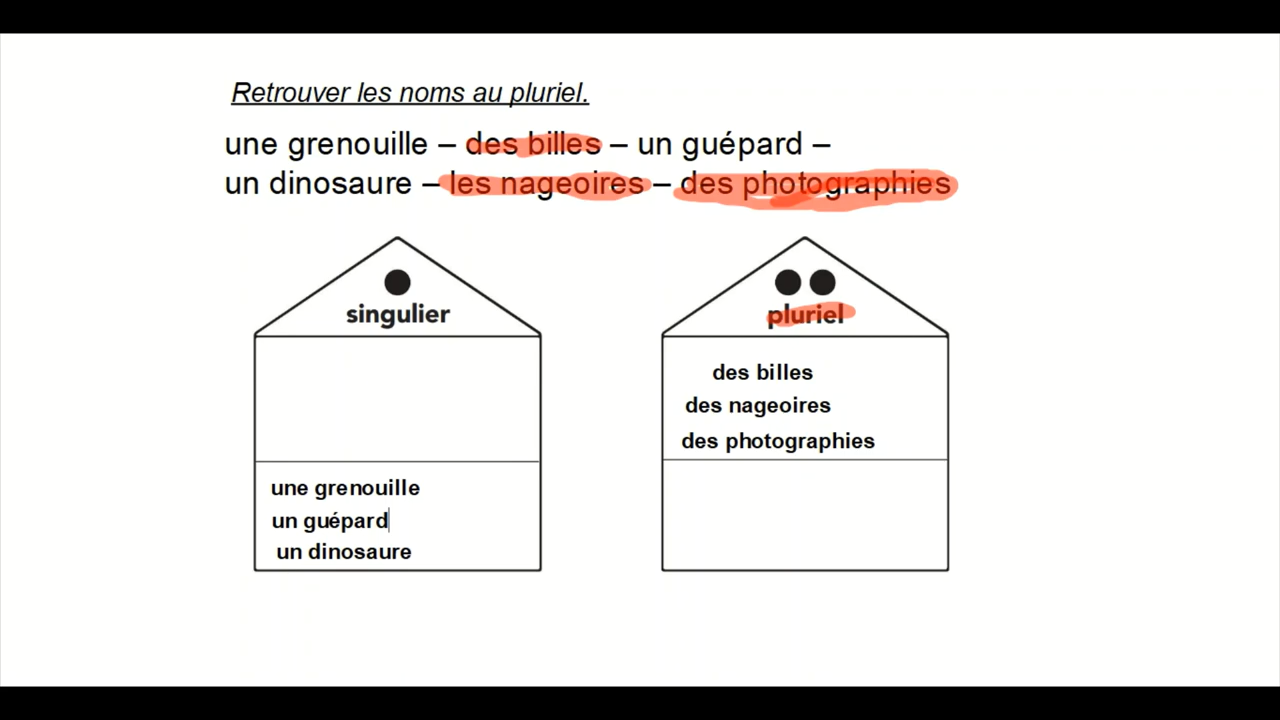 Retrouver les noms au pluriel.
une grenouille – des billes – un guépard –
un dinosaure – les nageoires – des photographies
singulier
pluriel
des billes
des nageoires
des photographies
une grenouille
un guépard
un dinosaure